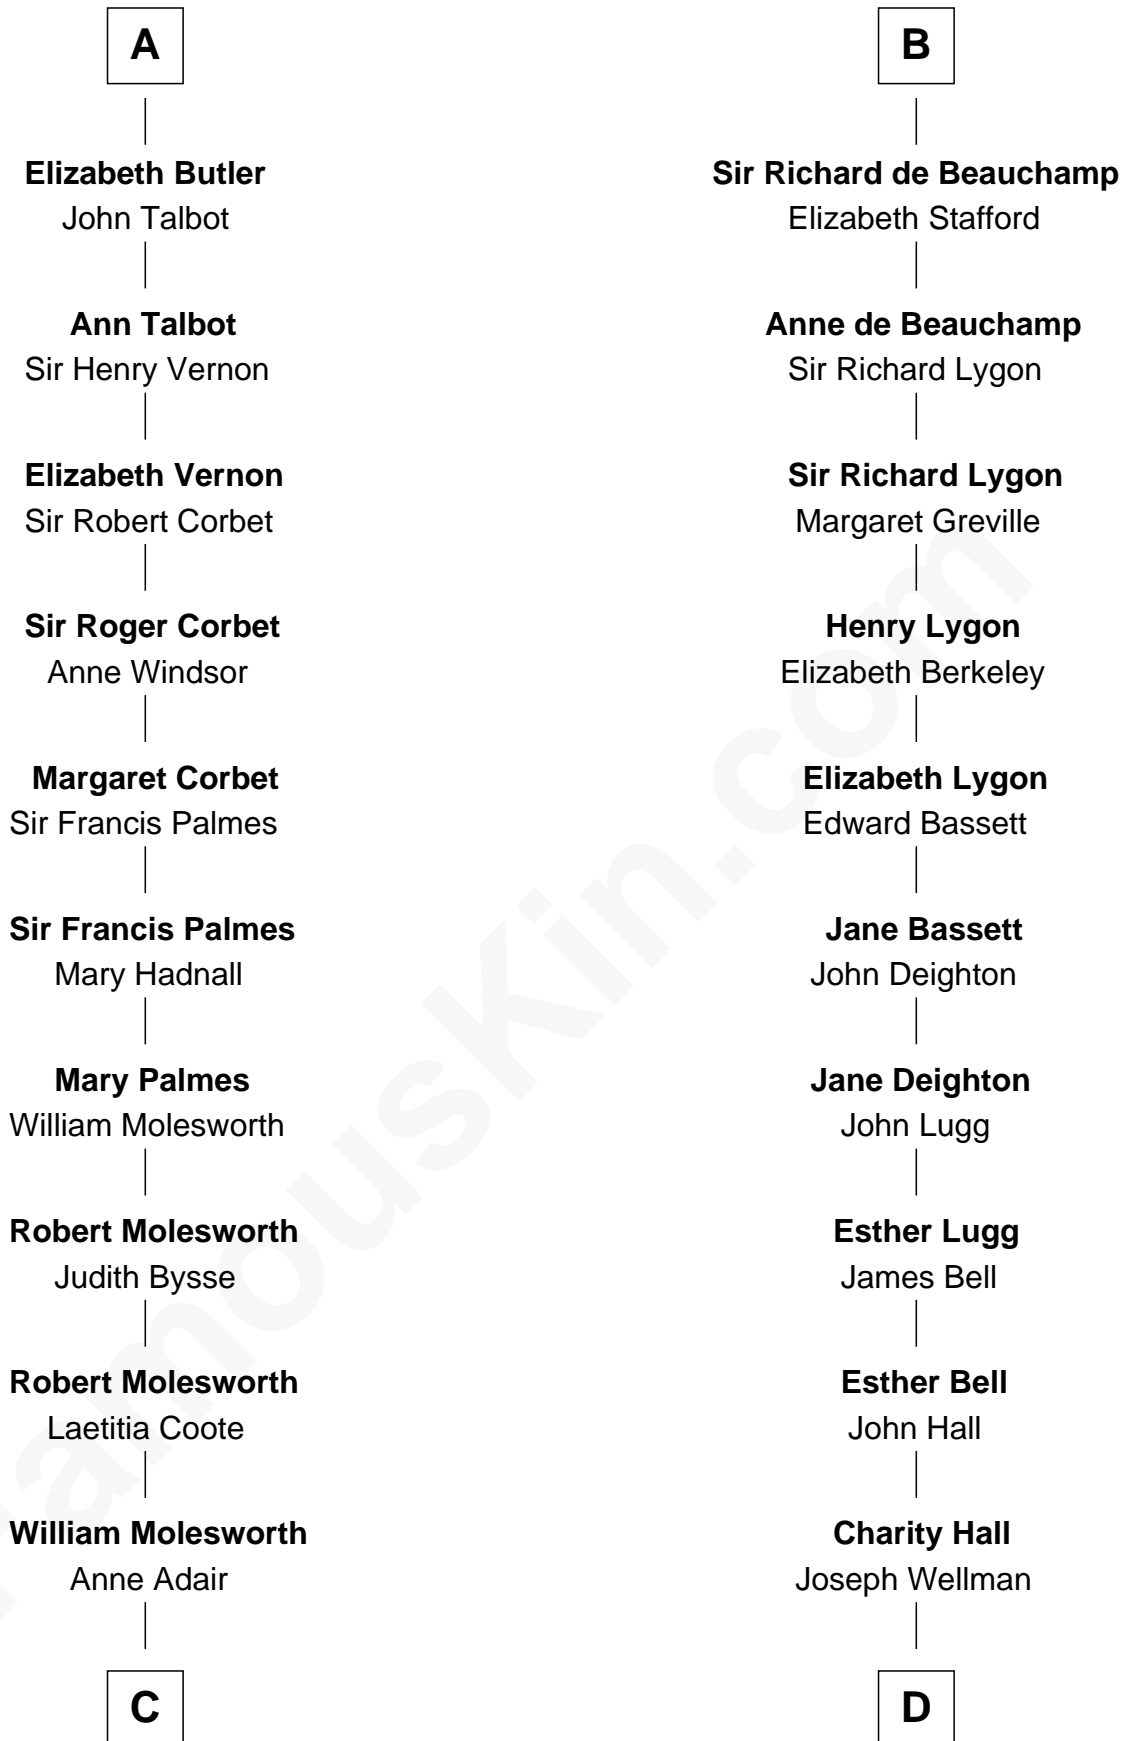 A
Elizabeth Butler
John Talbot
Ann Talbot
Sir Henry Vernon
Elizabeth Vernon
Sir Robert Corbet
Sir Roger Corbet
Anne Windsor
Margaret Corbet
Sir Francis Palmes
Sir Francis Palmes
Mary Hadnall
Mary Palmes
William Molesworth
Robert Molesworth
Judith Bysse
Robert Molesworth
Laetitia Coote
William Molesworth
Anne Adair
C
B
Sir Richard de Beauchamp
Elizabeth Stafford
Anne de Beauchamp
Sir Richard Lygon
Sir Richard Lygon
Margaret Greville
Henry Lygon
Elizabeth Berkeley
Elizabeth Lygon
Edward Bassett
Jane Bassett
John Deighton
Jane Deighton
John Lugg
Esther Lugg
James Bell
Esther Bell
John Hall
Charity Hall
Joseph Wellman
D
FamousKin.com